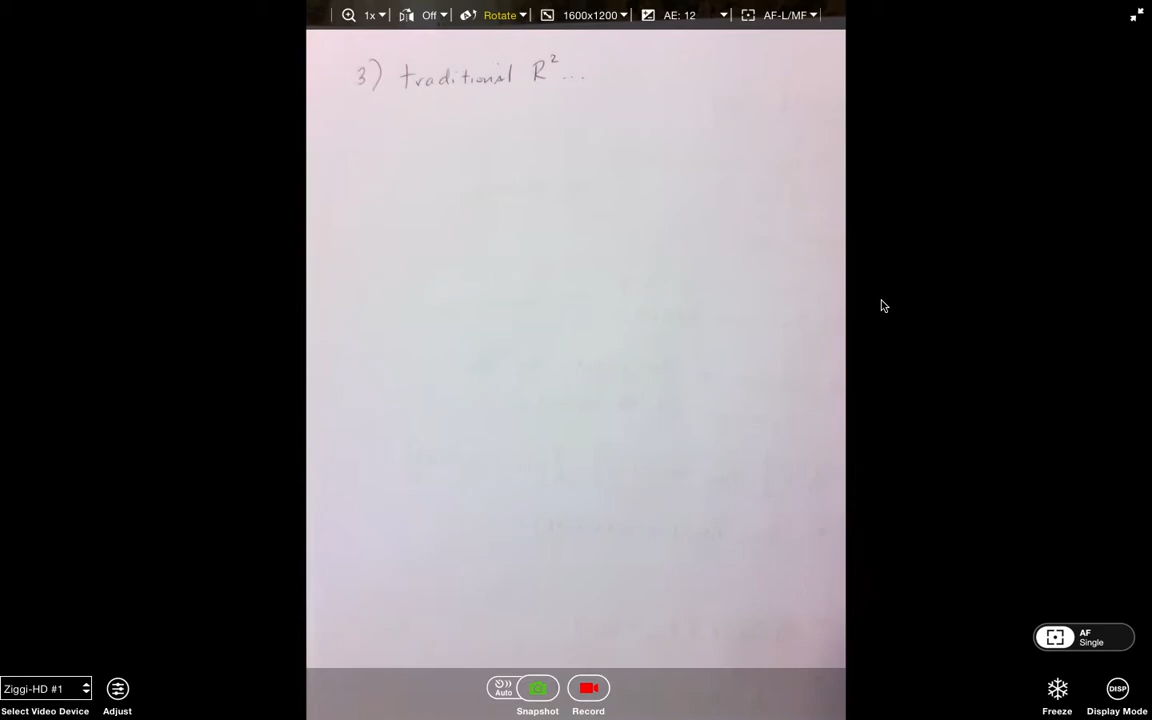 1x Off Rotate 1600x1200 AE: 12 AF-L/MF
3) traditional R² ...
AF
Single
Ziggi-HD #1
Select Video Device
Adjust
Auto
Snapshot
Record
DISP
Freeze
Display Mode